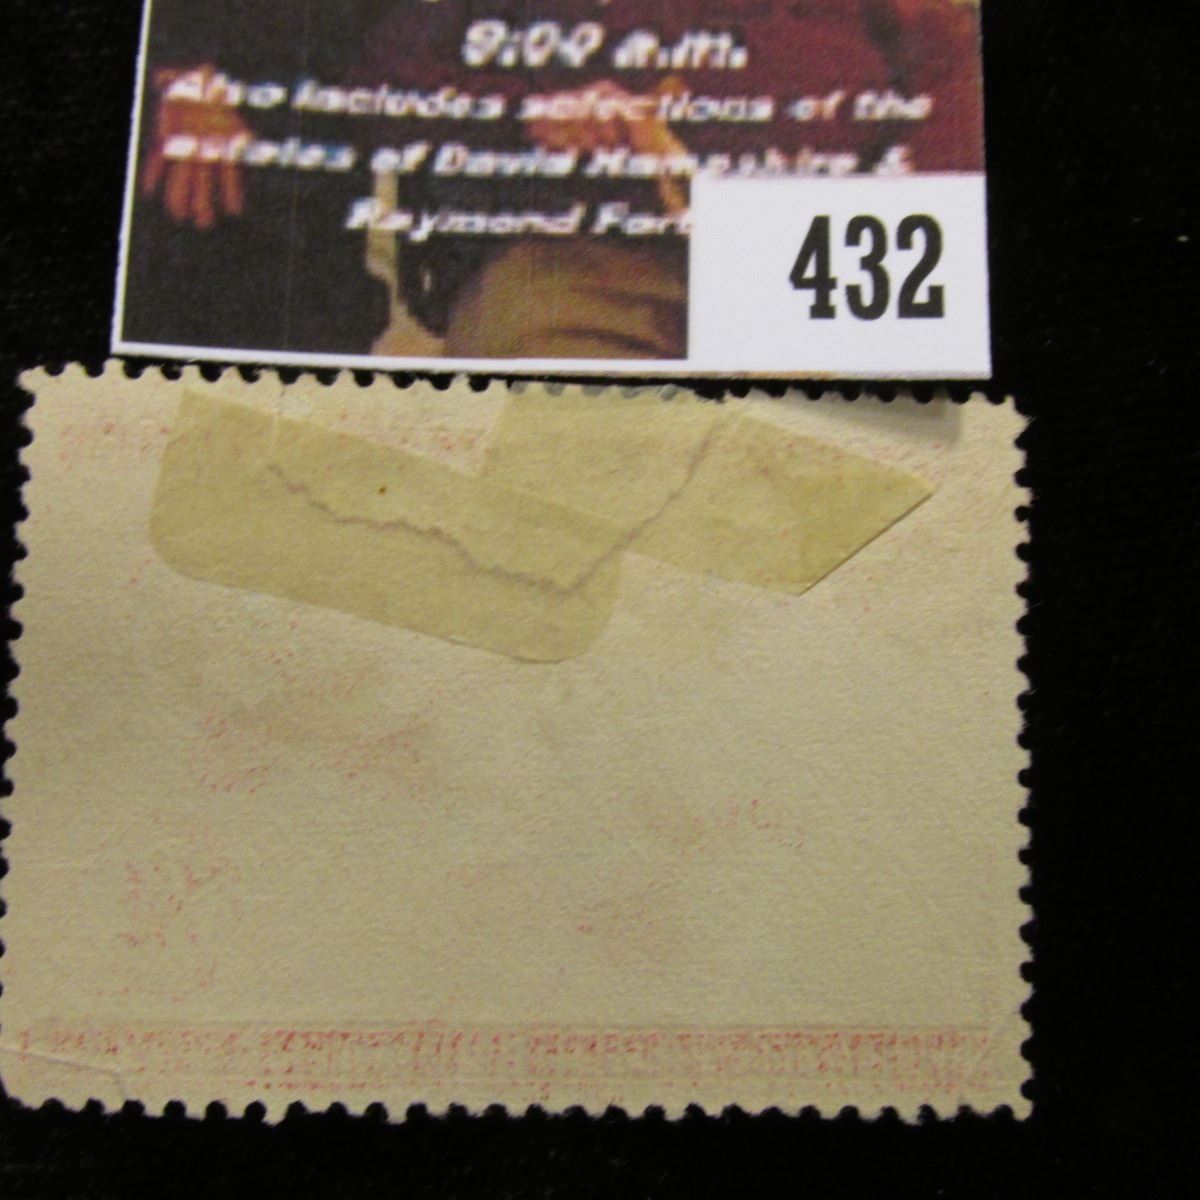 9:00 a.m.
Also includes selections of the
estates of David Hampshire &
Raymond Fort
432